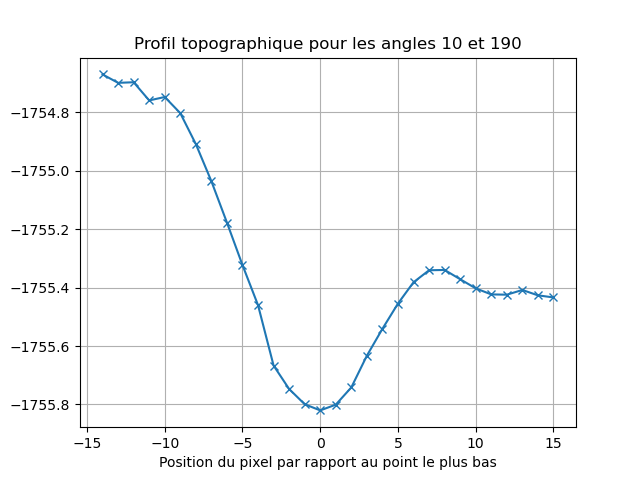 Profil topographique pour les angles 10 et 190
−1754.8
−1755.0
−1755.2
−1755.4
−1755.6
−1755.8
−15 −10 −5 0 5 10 15
Position du pixel par rapport au point le plus bas